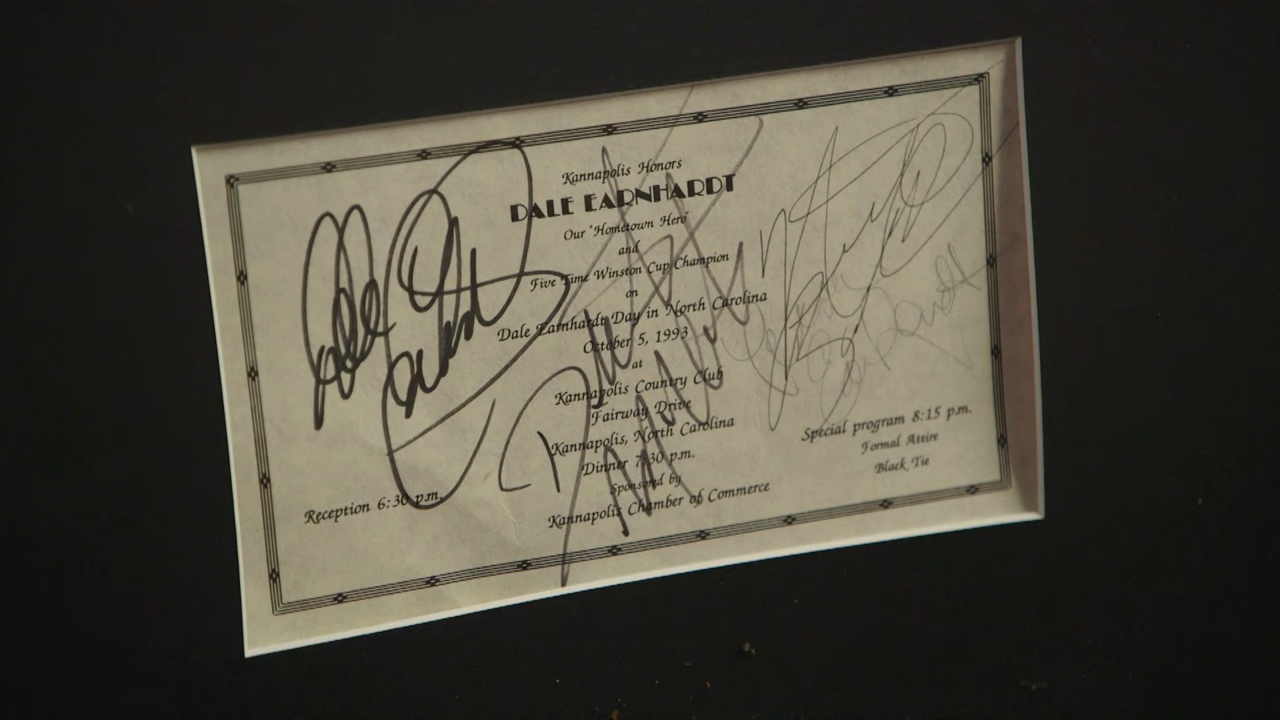 Kannapolis Honors
DALE EARNHARDT
Our "Hometown Hero"
and
Five Time Winston Cup Champion
on
Dale Earnhardt Day in North Carolina
October 5, 1993
at
Kannapolis Country Club
Fairway Drive
Kannapolis, North Carolina
Dinner 7:30 p.m.
Sponsored by
Kannapolis Chamber of Commerce
Reception 6:30 p.m.
Special program 8:15 p.m.
Formal Attire
Black Tie
Dale Earnhardt